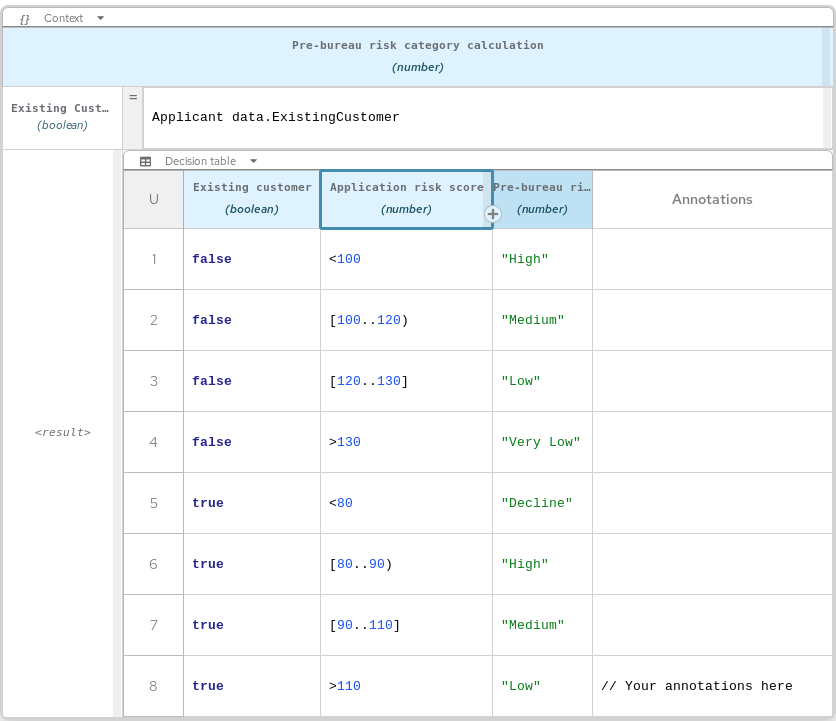 {} Context
Pre-bureau risk category calculation
(number)
Existing Cust…
(boolean)
=
Applicant data.ExistingCustomer
Decision table
U
Existing customer
(boolean)
Application risk score
(number)
Pre-bureau ri…
(number)
Annotations
1 false <100 "High"
2 false [100..120) "Medium"
3 false [120..130] "Low"
4 false >130 "Very Low"
<result>
5 true <80 "Decline"
6 true [80..90) "High"
7 true [90..110] "Medium"
8 true >110 "Low" // Your annotations here